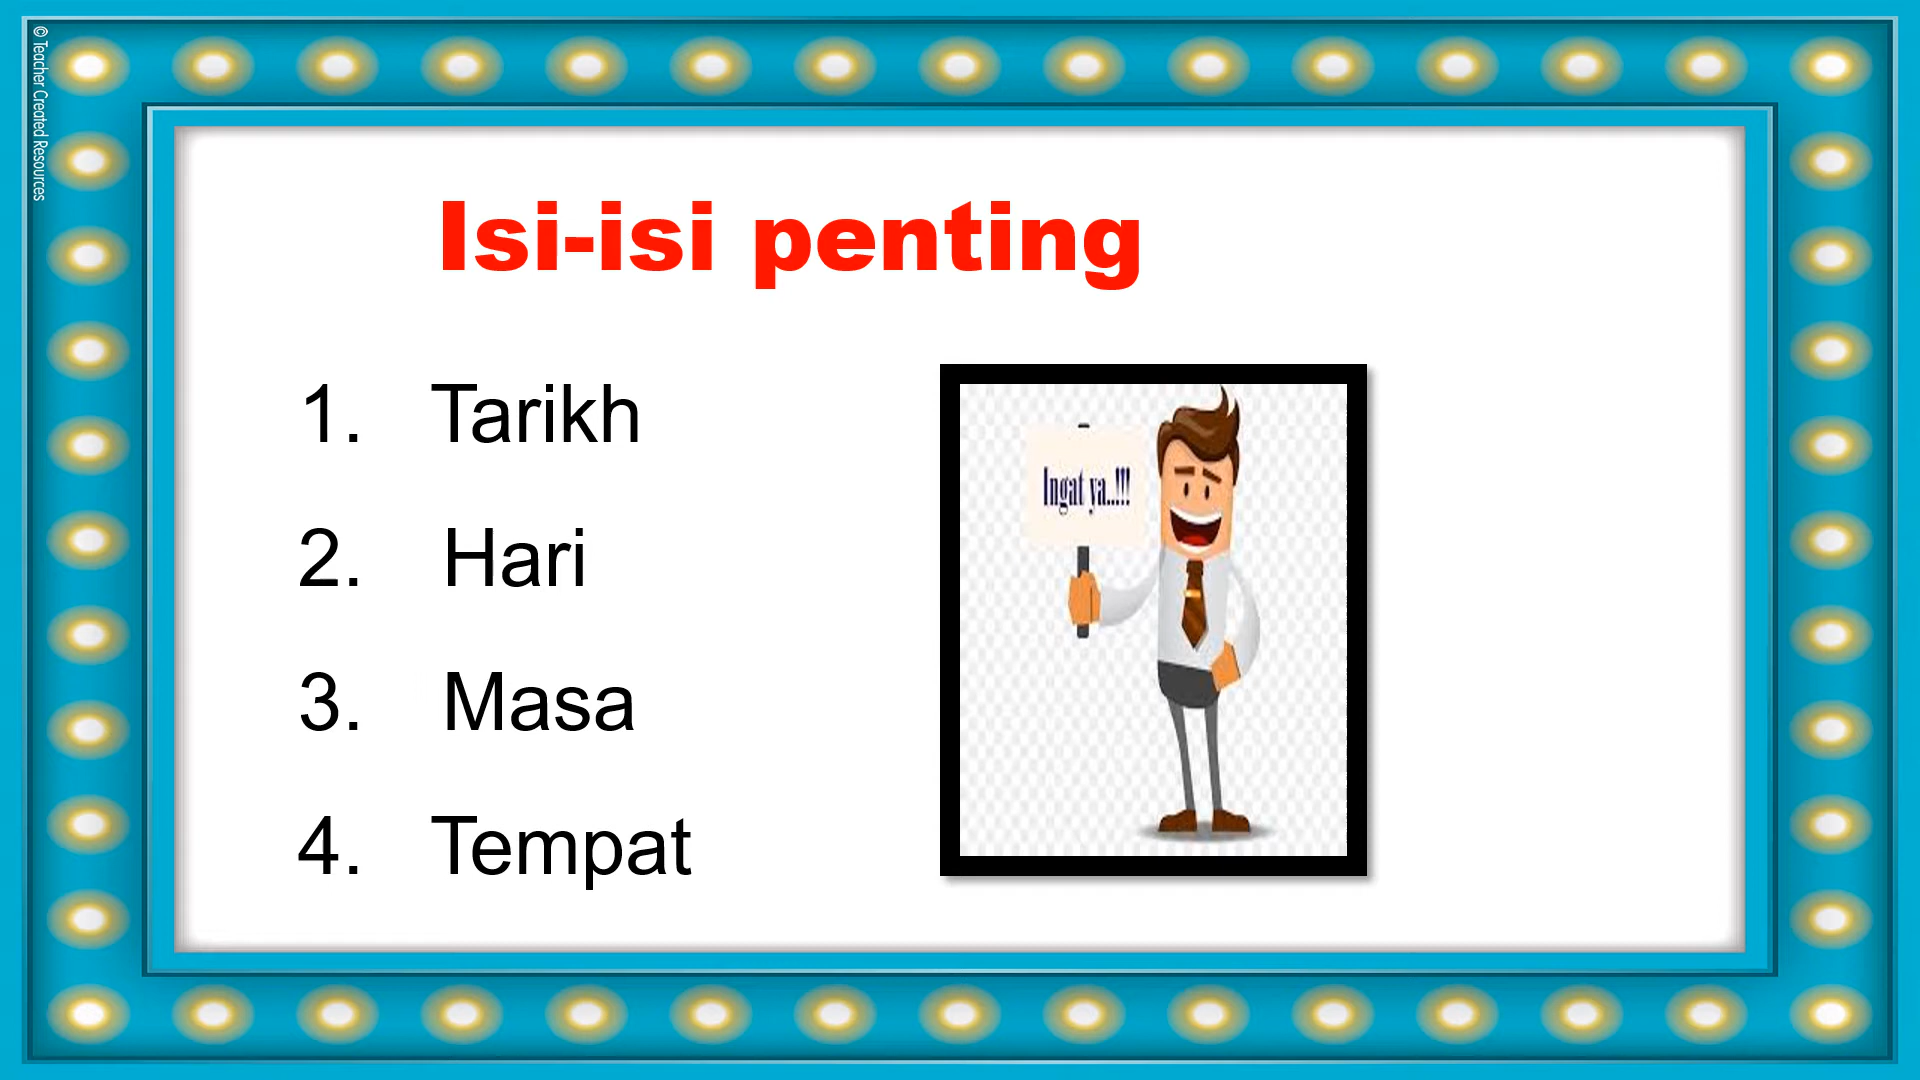 © Teacher Created Resources
Isi-isi penting
1. Tarikh
2. Hari
3. Masa
4. Tempat
Ingat ya..!!!